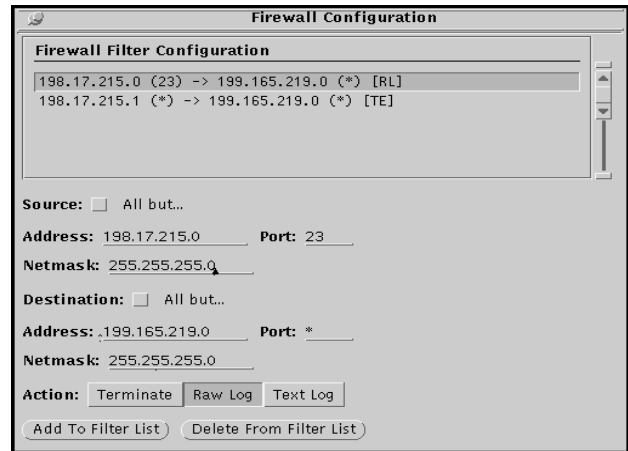 Firewall Configuration
Firewall Filter Configuration
198.17.215.0 (23) -> 199.165.219.0 (*) [RL]
198.17.215.1 (*) -> 199.165.219.0 (*) [TE]
Source: All but...
Address: 198.17.215.0 Port: 23
Netmask: 255.255.255.0
Destination: All but...
Address: 199.165.219.0 Port: *
Netmask: 255.255.255.0
Action: Terminate Raw Log Text Log
Add To Filter List Delete From Filter List